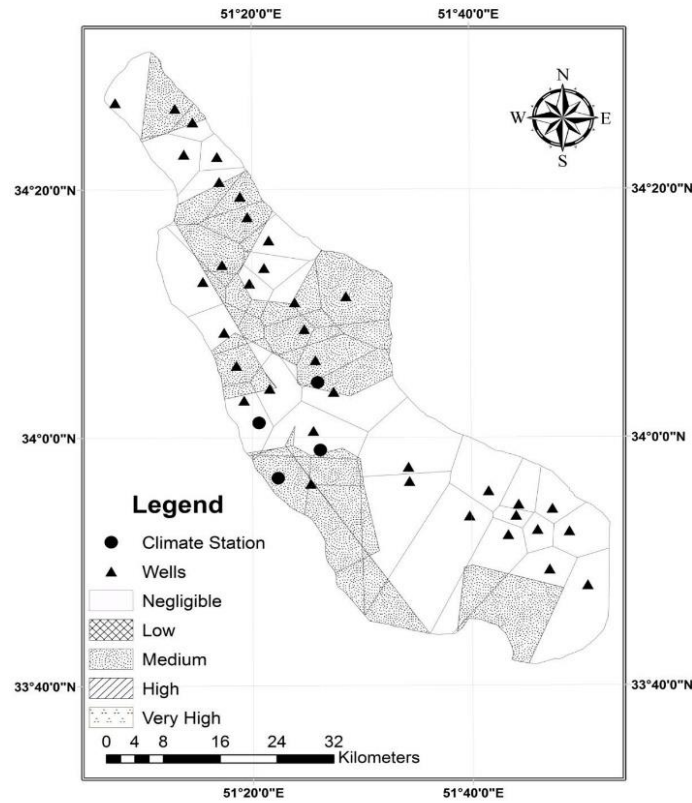 51°20'0"E 51°40'0"E
N
W E
S
34°20'0"N 34°20'0"N
34°0'0"N 34°0'0"N
Legend
Climate Station
Wells
Negligible
Low
Medium
High
Very High
33°40'0"N 33°40'0"N
0 4 8 16 24 32
Kilometers
51°20'0"E 51°40'0"E